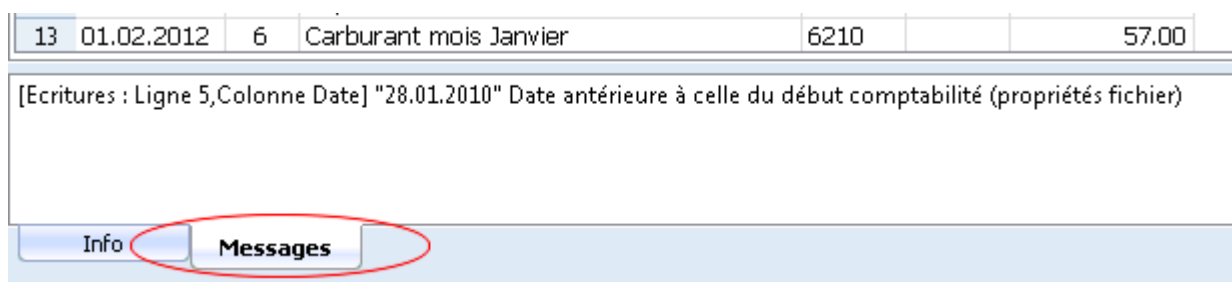 13 01.02.2012 6 Carburant mois Janvier 6210 57.00
[Ecritures : Ligne 5,Colonne Date] "28.01.2010" Date antérieure à celle du début comptabilité (propriétés fichier)
Info Messages